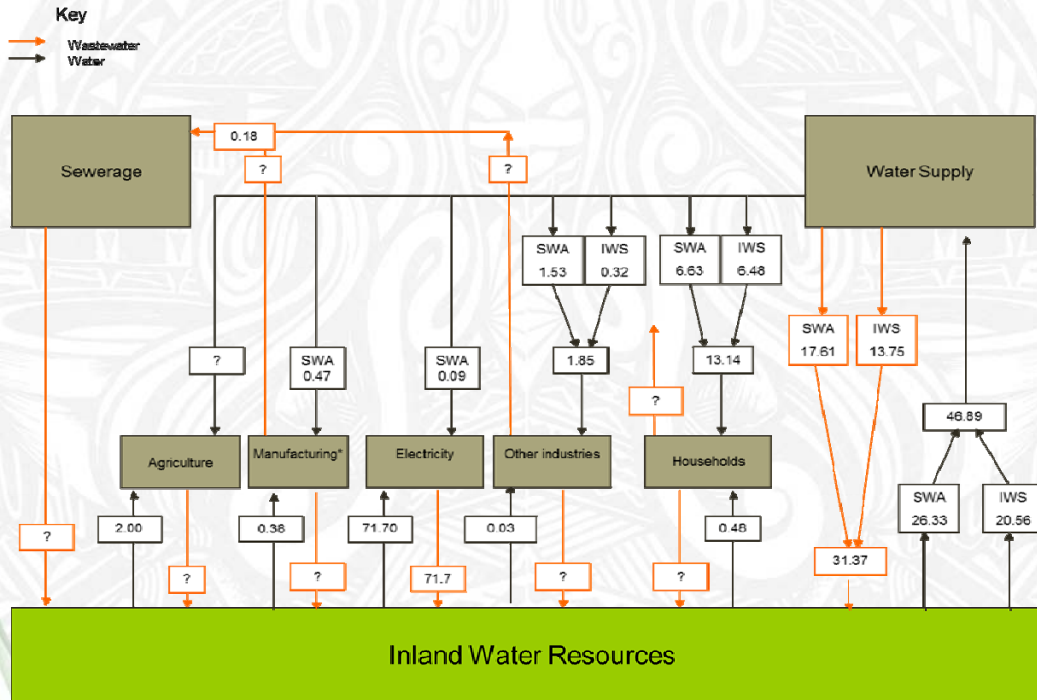 Key
Wastewater
Water
0.18
Sewerage
?
?
Water Supply
SWA
1.53
IWS
0.32
SWA
6.63
IWS
6.48
?
SWA
0.47
SWA
0.09
1.85
13.14
SWA
17.61
IWS
13.75
?
46.89
Agriculture
Manufacturing*
Electricity
Other industries
Households
SWA
26.33
IWS
20.56
?
2.00
0.38
71.70
0.03
0.48
31.37
?
?
71.7
?
?
Inland Water Resources